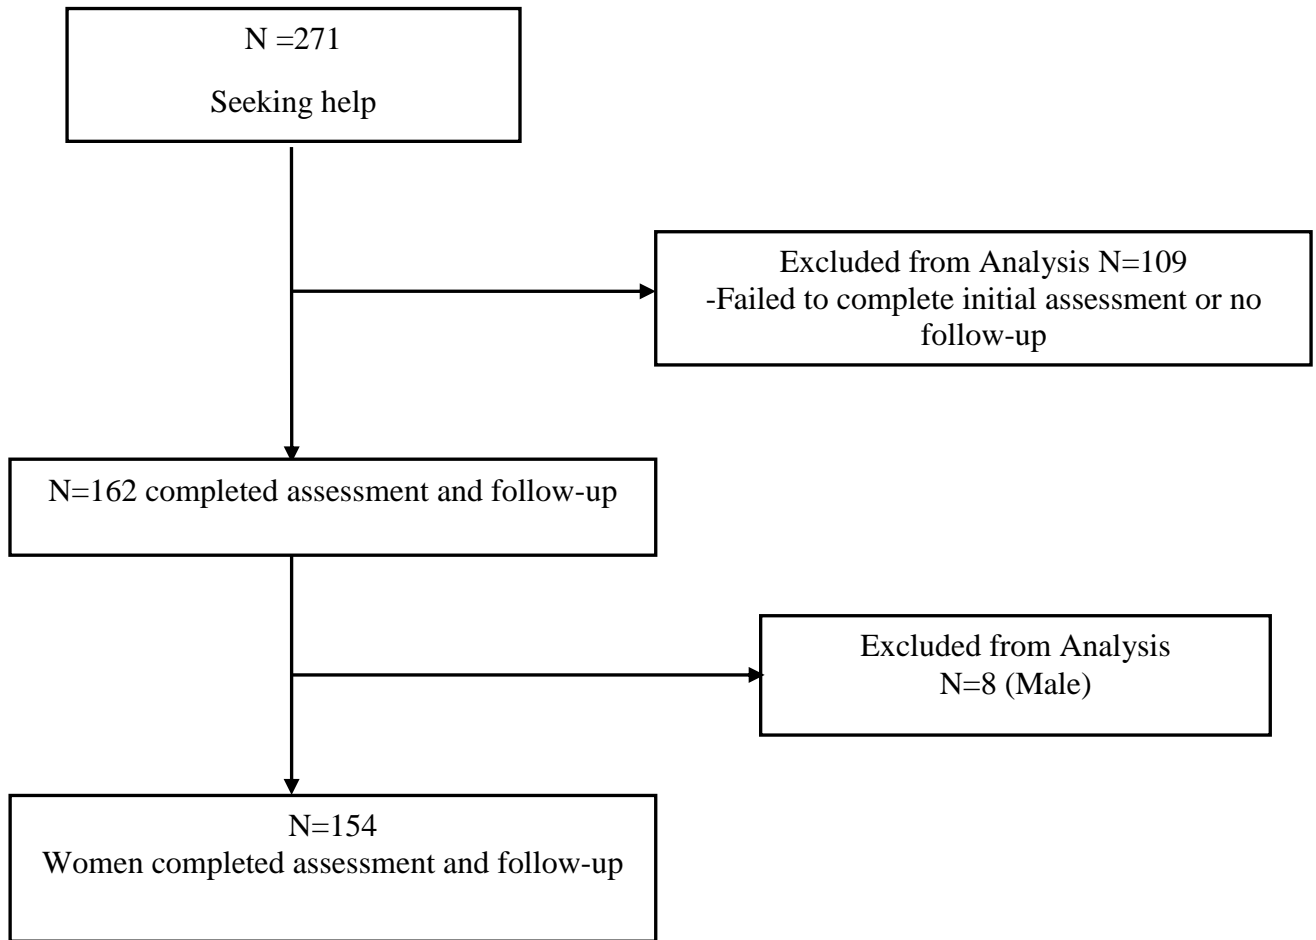 N =271
Seeking help
Excluded from Analysis N=109
-Failed to complete initial assessment or no
follow-up
N=162 completed assessment and follow-up
Excluded from Analysis
N=8 (Male)
N=154
Women completed assessment and follow-up